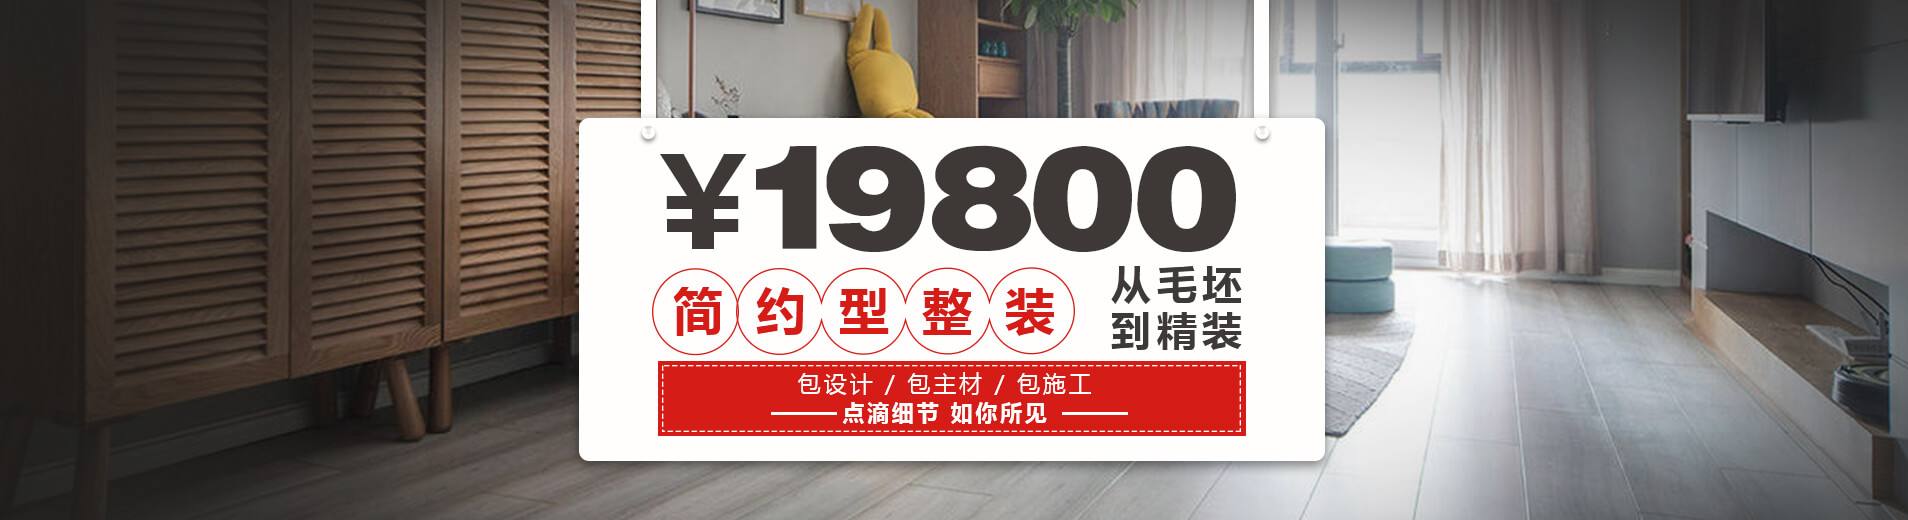 ¥19800
简约型整装
从毛坯
到精装
包设计 / 包主材 / 包施工
点滴细节 如你所见